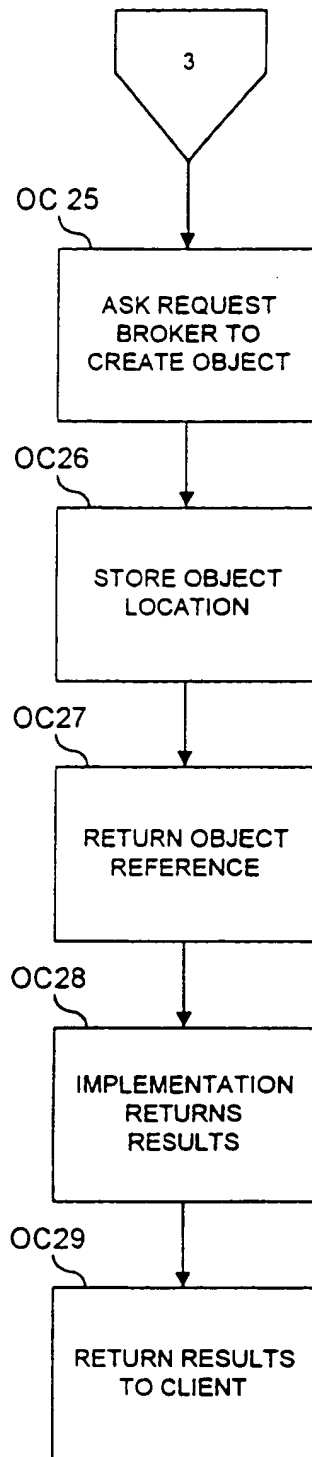 3
OC 25
ASK REQUEST
BROKER TO
CREATE OBJECT
OC26
STORE OBJECT
LOCATION
OC27
RETURN OBJECT
REFERENCE
OC28
IMPLEMENTATION
RETURNS
RESULTS
OC29
RETURN RESULTS
TO CLIENT